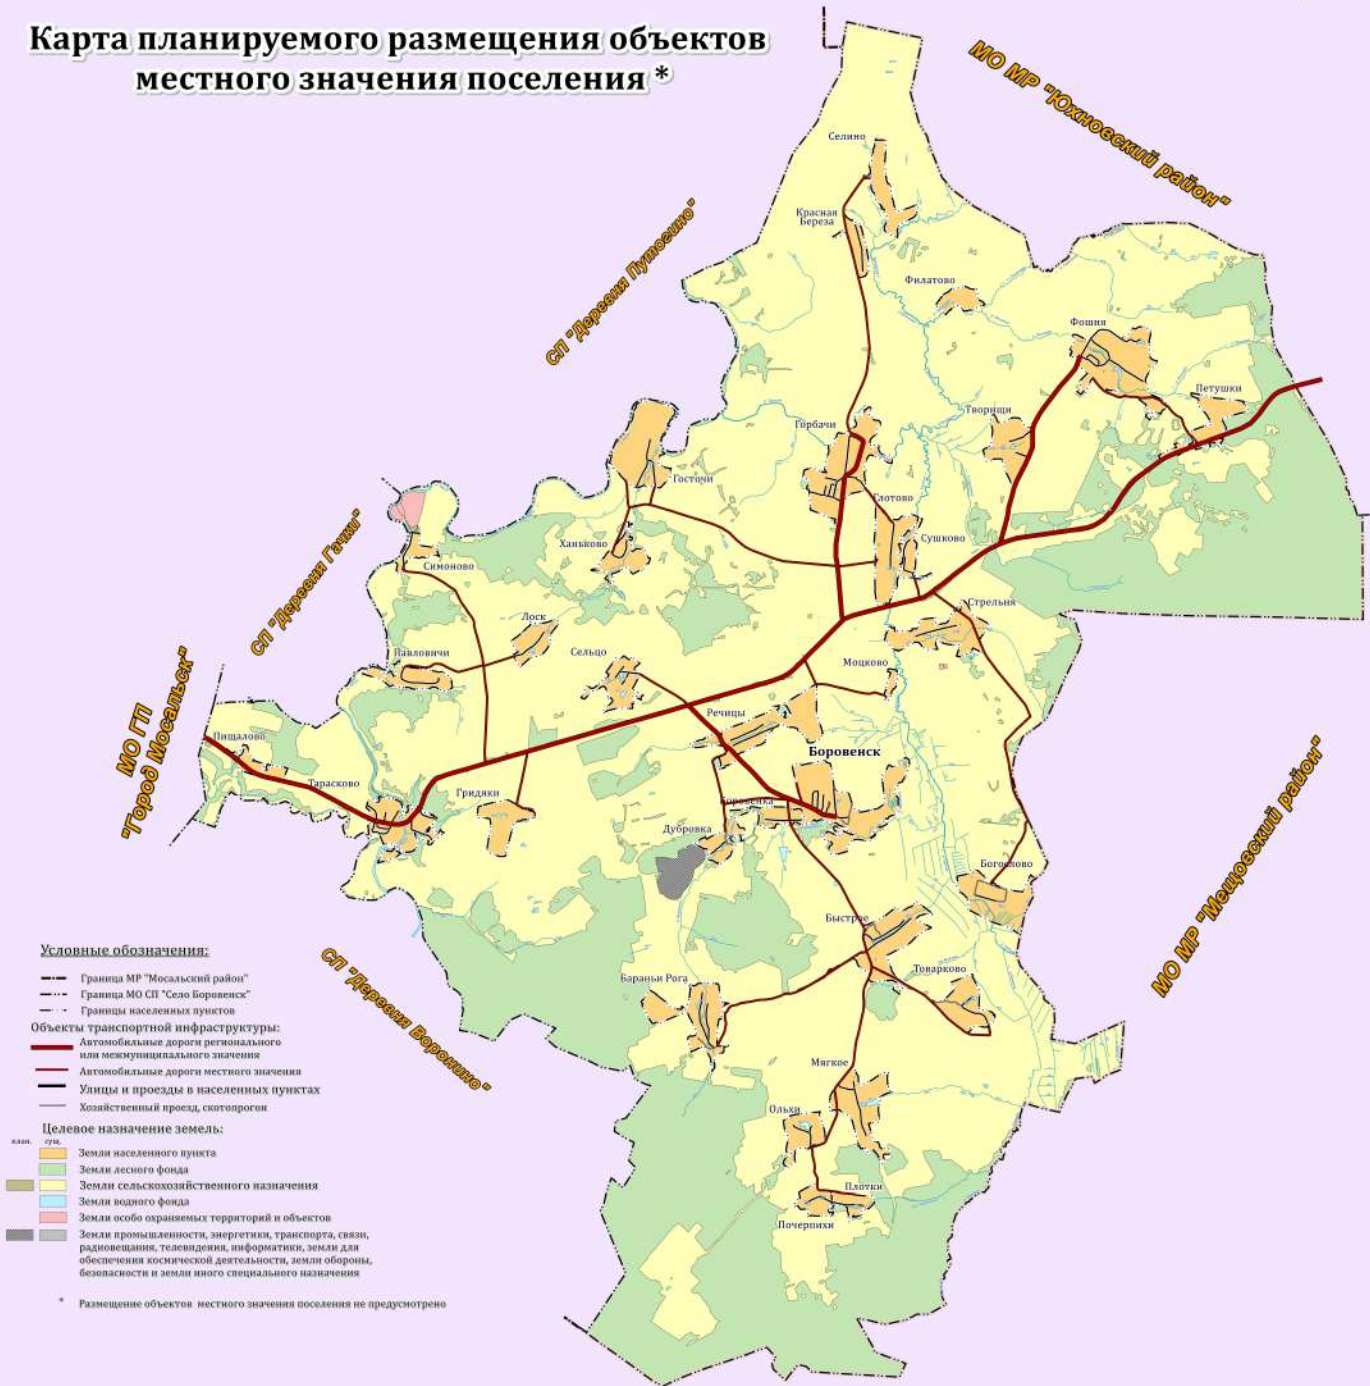 Карта планируемого размещения объектов
местного значения поселения *
МО МР "Юхновский район"
СП "Деревня Путогино"
СП "Деревня Гачки"
МО ГП
"Город Мосальск"
СП "Деревня Воронино"
МО МР "Мещовский район"
Селино
Красная
Береза
Филатово
Фошня
Петушки
Творищи
Горбачи
Госточи
Глотово
Сушково
Ханьково
Симоново
Стрельня
Лоск
Павловичи
Сельцо
Моцково
Речицы
Боровенск
Пищалово
Тарасково
Гридяки
Боровенка
Дубровка
Богослово
Быстрое
Бараньи Рога
Товарково
Мягкое
Ольхи
Плотки
Почерпихи
Условные обозначения:
Граница МР "Мосальский район"
Граница МО СП "Село Боровенск"
Границы населенных пунктов
Объекты транспортной инфраструктуры:
Автомобильные дороги регионального
или межмуниципального значения
Автомобильные дороги местного значения
Улицы и проезды в населенных пунктах
Хозяйственный проезд, скотопрогон
Целевое назначение земель:
план. сущ.
Земли населенного пункта
Земли лесного фонда
Земли сельскохозяйственного назначения
Земли водного фонда
Земли особо охраняемых территорий и объектов
Земли промышленности, энергетики, транспорта, связи,
радиовещания, телевидения, информатики, земли для
обеспечения космической деятельности, земли обороны,
безопасности и земли иного специального назначения
* Размещение объектов местного значения поселения не предусмотрено